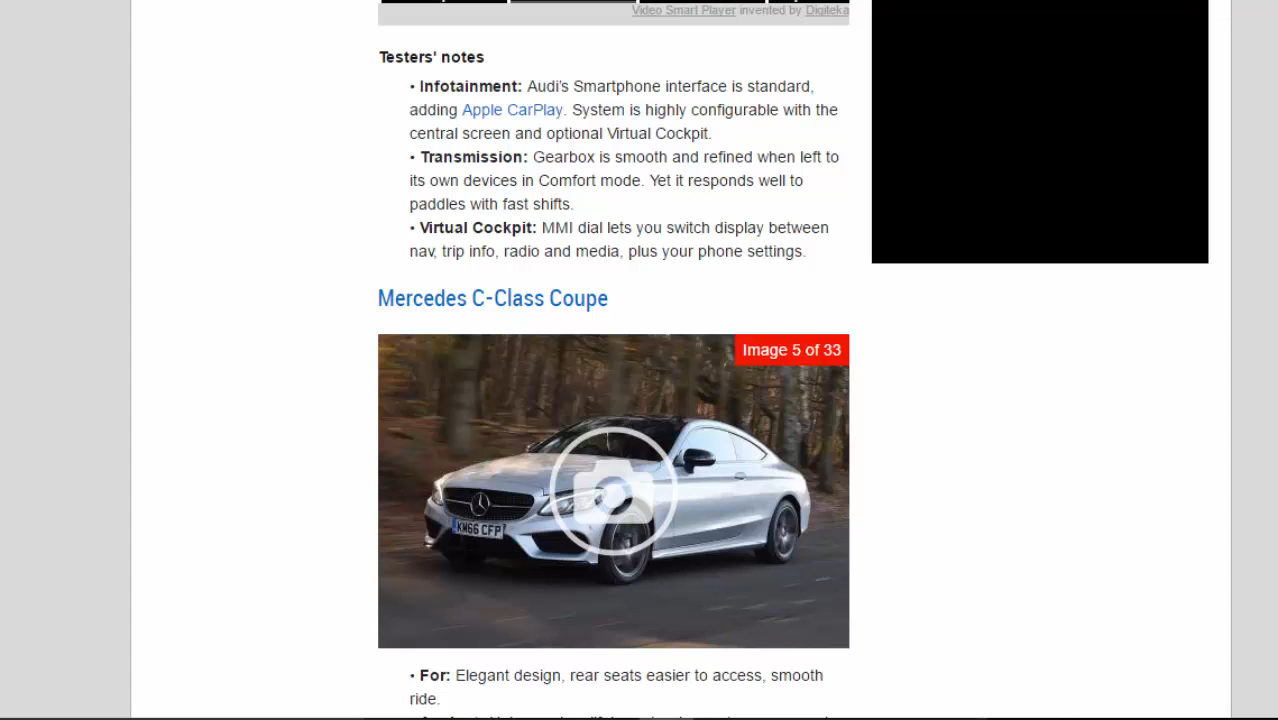 Video Smart Player invented by Digiteka
Testers' notes
• Infotainment: Audi's Smartphone interface is standard,
adding Apple CarPlay. System is highly configurable with the
central screen and optional Virtual Cockpit.
• Transmission: Gearbox is smooth and refined when left to
its own devices in Comfort mode. Yet it responds well to
paddles with fast shifts.
• Virtual Cockpit: MMI dial lets you switch display between
nav, trip info, radio and media, plus your phone settings.
Mercedes C-Class Coupe
Image 5 of 33
KW66 CFP
• For: Elegant design, rear seats easier to access, smooth
ride.